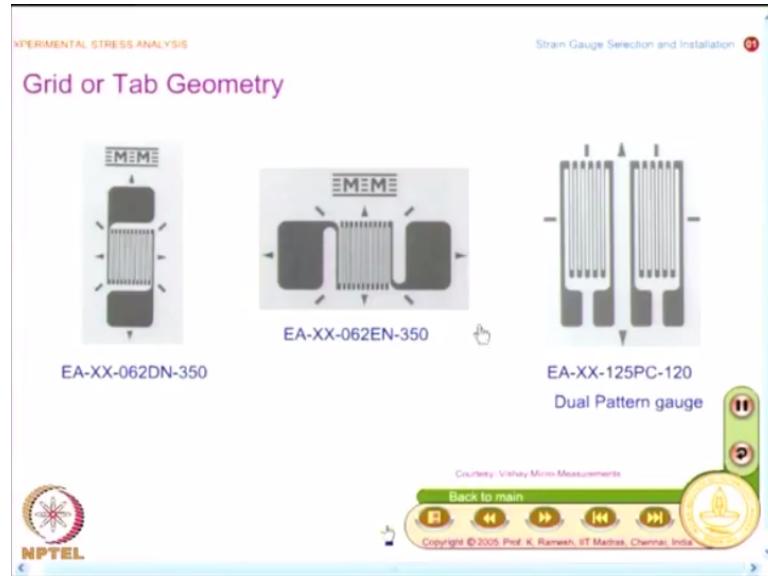 XPERIMENTAL STRESS ANALYSIS
Strain Gauge Selection and Installation 01
Grid or Tab Geometry
MM
MM
EA-XX-062DN-350
EA-XX-062EN-350
EA-XX-125PC-120
Dual Pattern gauge
Courtesy: Vishay Micro-Measurements
Back to main
Copyright © 2005 Prof. K. Ramesh, IIT Madras, Chennai, India
NPTEL